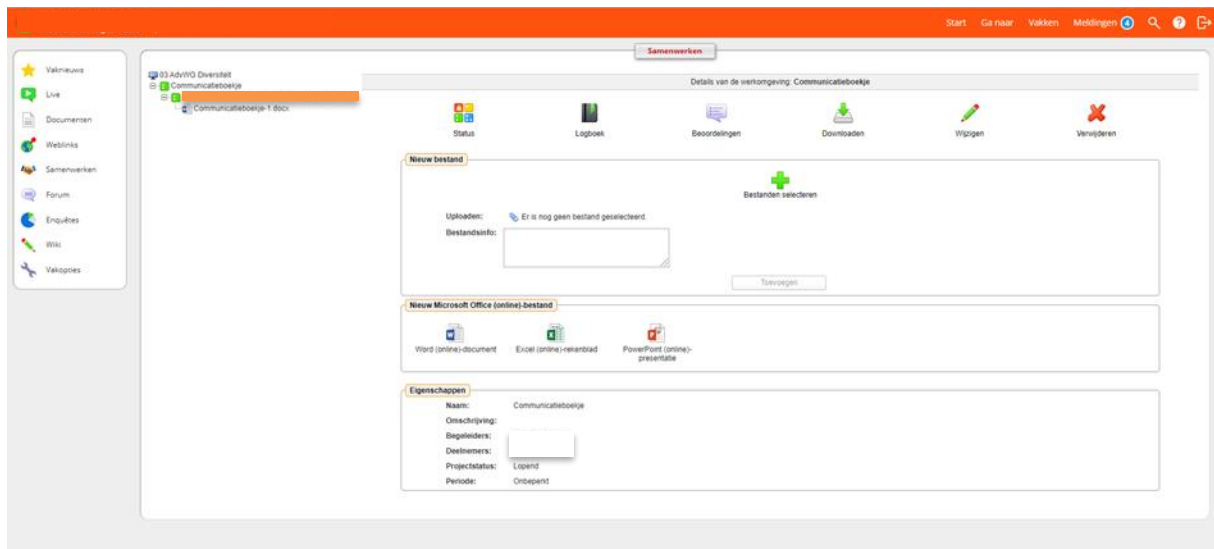 Start Ga naar Vakken Meldingen 4 ?
Samenwerken
Vaknieuws
Live
Documenten
Weblinks
Samenwerken
Forum
Enquêtes
Wiki
Vakopties
03 AdvWG Diversiteit
Communicatieboekje
Communicatieboekje-1.docx
Details van de werkomgeving: Communicatieboekje
Status Logboek Beoordelingen Downloaden Wijzigen Verwijderen
Nieuw bestand
Bestanden selecteren
Uploaden: Er is nog geen bestand geselecteerd.
Bestandsinfo:
Toevoegen
Nieuw Microsoft Office (online)-bestand
Word (online)-document Excel (online)-rekenblad PowerPoint (online)-
presentatie
Eigenschappen
Naam: Communicatieboekje
Omschrijving:
Begeleiders:
Deelnemers:
Projectstatus: Lopend
Periode: Onbeperkt